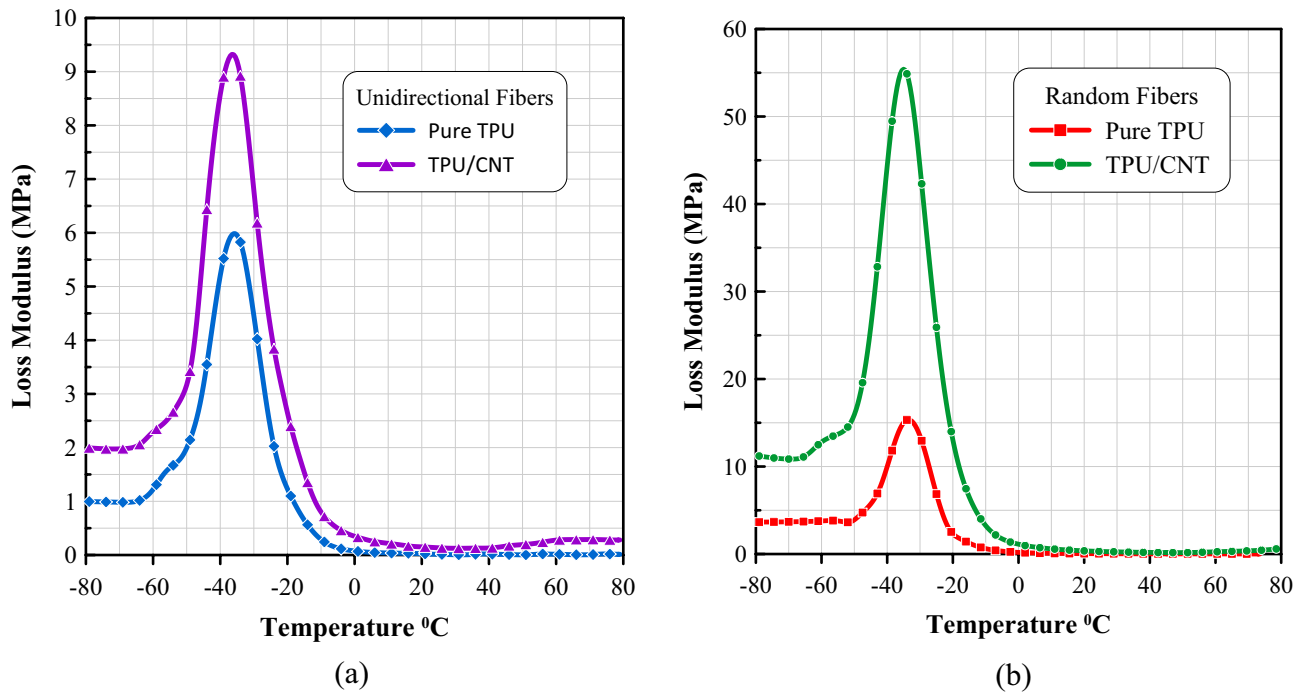 10
9
8
7
6
5
4
3
2
1
0
Loss Modulus (MPa)
Unidirectional Fibers
Pure TPU
TPU/CNT
-80 -60 -40 -20 0 20 40 60 80
Temperature ⁰C
(a)
60
50
40
30
20
10
0
Loss Modulus (MPa)
Random Fibers
Pure TPU
TPU/CNT
-80 -60 -40 -20 0 20 40 60 80
Temperature ⁰C
(b)